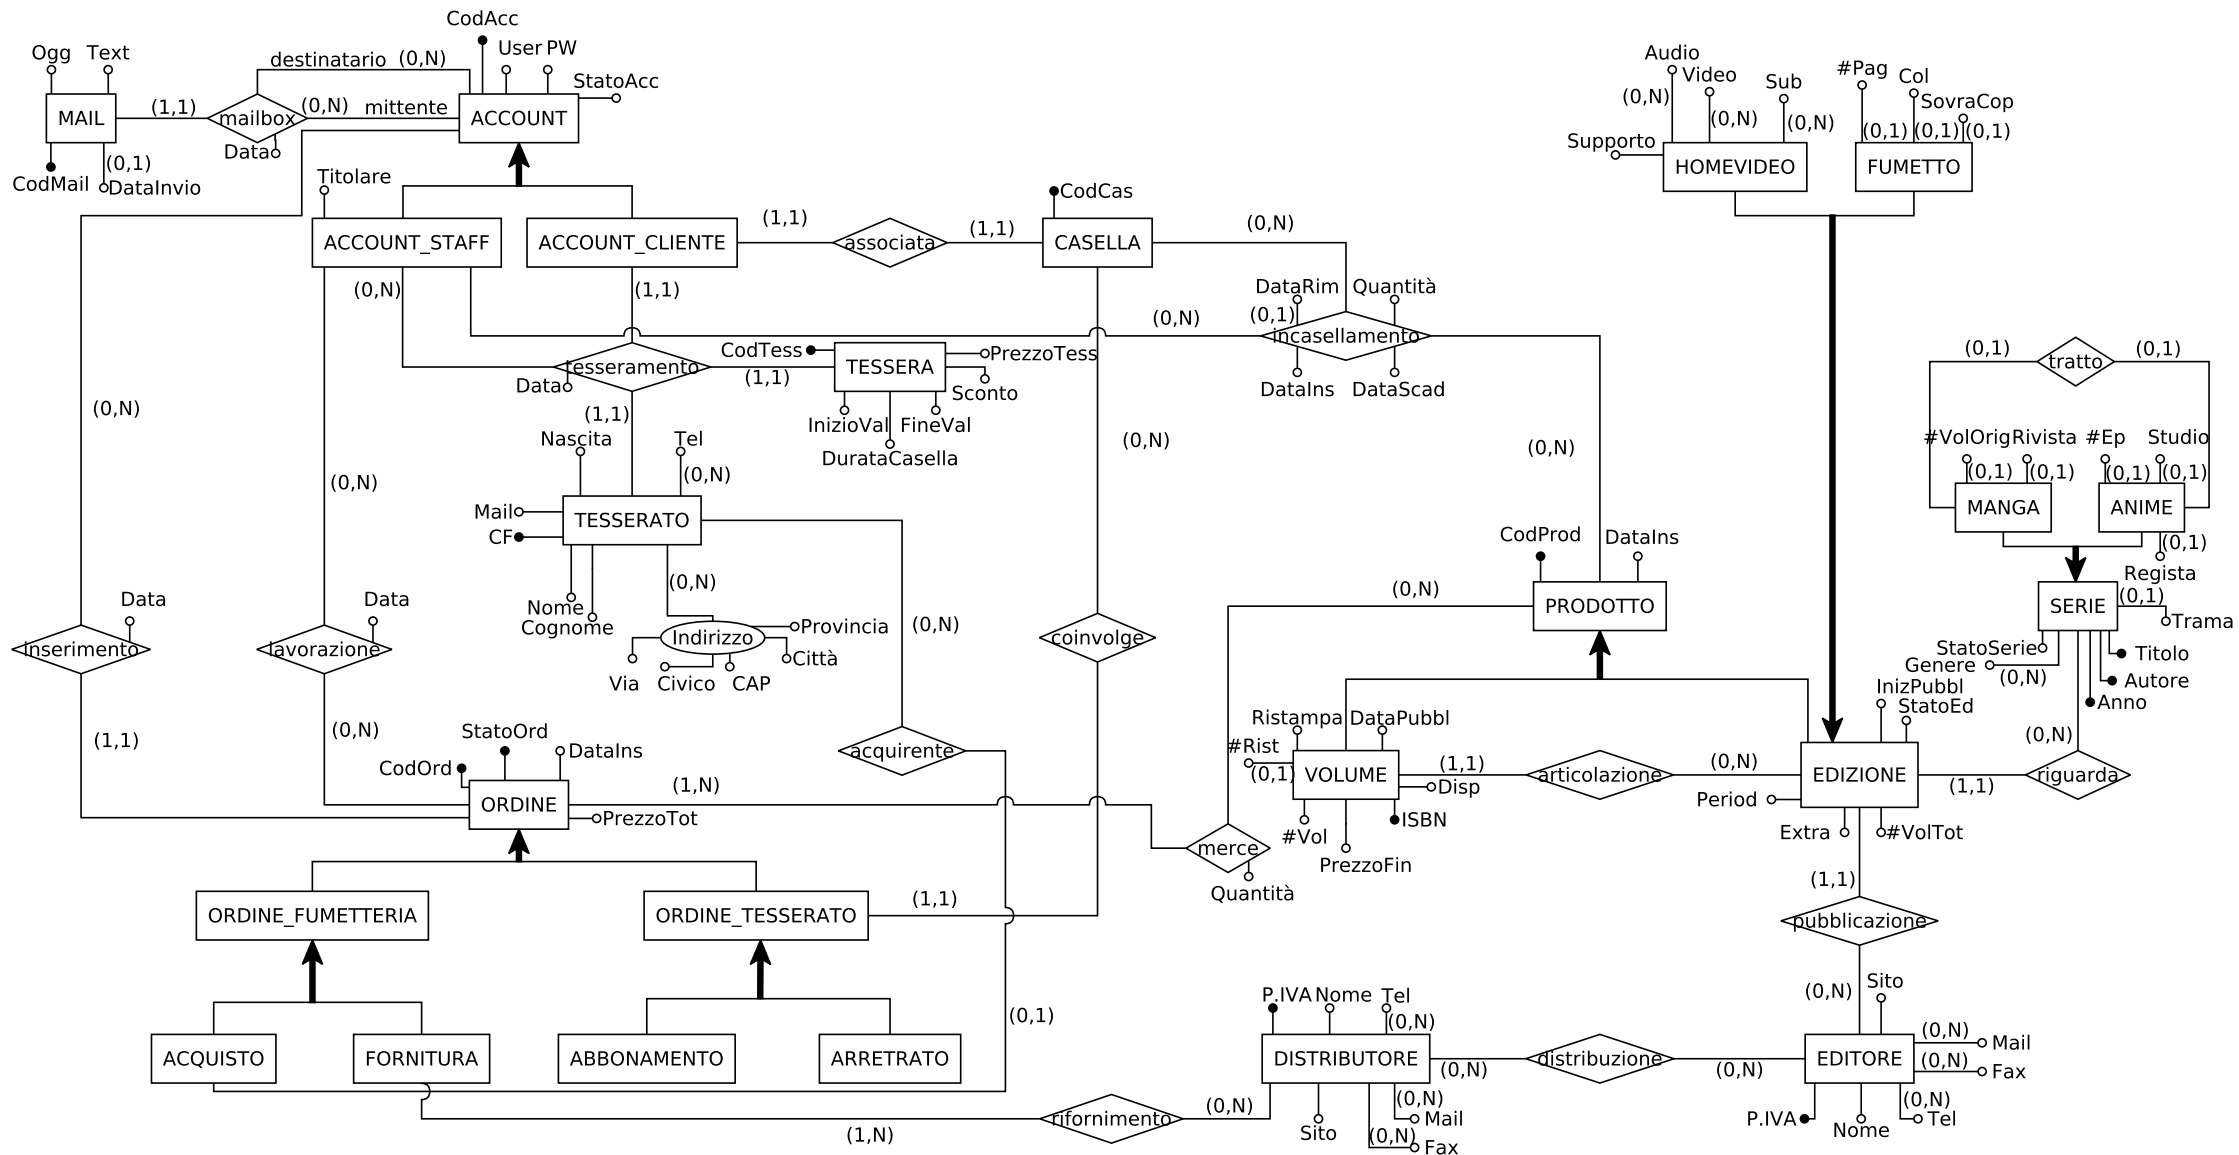 CodAcc
Ogg Text
destinatario (0,N)
User PW
StatoAcc
MAIL
(1,1)
mailbox
(0,N) mittente
ACCOUNT
Data
(0,1)
CodMail
DataInvio
Audio
Video
Sub
(0,N)
(0,N)
(0,N)
Supporto
HOMEVIDEO
#Pag
Col
SovraCop
(0,1) (0,1) (0,1)
FUMETTO
Titolare
ACCOUNT_STAFF
ACCOUNT_CLIENTE
(1,1)
associata
(1,1)
CodCas
CASELLA
(0,N)
(0,N)
(1,1)
(0,N)
DataRim Quantità
(0,1)
incasellamento
DataIns DataScad
CodTess
tesseramento
Data
(1,1)
TESSERA
PrezzoTess
Sconto
InizioVal FineVal
DurataCasella
(0,1)
tratto
(0,1)
(0,N)
(1,1)
(0,N)
(0,N)
(0,N)
Nascita
Tel
(0,N)
Mail
CF
TESSERATO
#VolOrig Rivista #Ep Studio
(0,1) (0,1) (0,1) (0,1)
MANGA
ANIME
(0,1)
Regista
CodProd DataIns
(0,N)
PRODOTTO
SERIE
(0,1)
Trama
StatoSerie
Genere
(0,N)
Titolo
Autore
Anno
(0,N)
Nome
Cognome
Indirizzo
Provincia
Città
Via Civico CAP
(0,N)
coinvolge
Data
inserimento
Data
lavorazione
InizPubbl
StatoEd
Ristampa DataPubbl
#Rist
(0,1)
VOLUME
(1,1)
articolazione
(0,N)
EDIZIONE
(1,1)
riguarda
(0,N)
Disp
ISBN
#Vol
PrezzoFin
Period
Extra
#VolTot
(1,1)
(0,N)
StatoOrd
DataIns
CodOrd
ORDINE
PrezzoTot
(1,N)
acquirente
merce
Quantità
(1,1)
pubblicazione
(0,N)
ORDINE_FUMETTERIA
ORDINE_TESSERATO
(1,1)
(0,1)
ACQUISTO
FORNITURA
ABBONAMENTO
ARRETRATO
P.IVA Nome Tel
(0,N)
DISTRIBUTORE
(0,N)
distribuzione
(0,N)
EDITORE
Sito
(0,N)
Mail
(0,N)
Fax
(0,N)
Tel
P.IVA
Nome
(0,N)
Mail
(0,N)
Fax
Sito
(0,N)
rifornimento
(1,N)